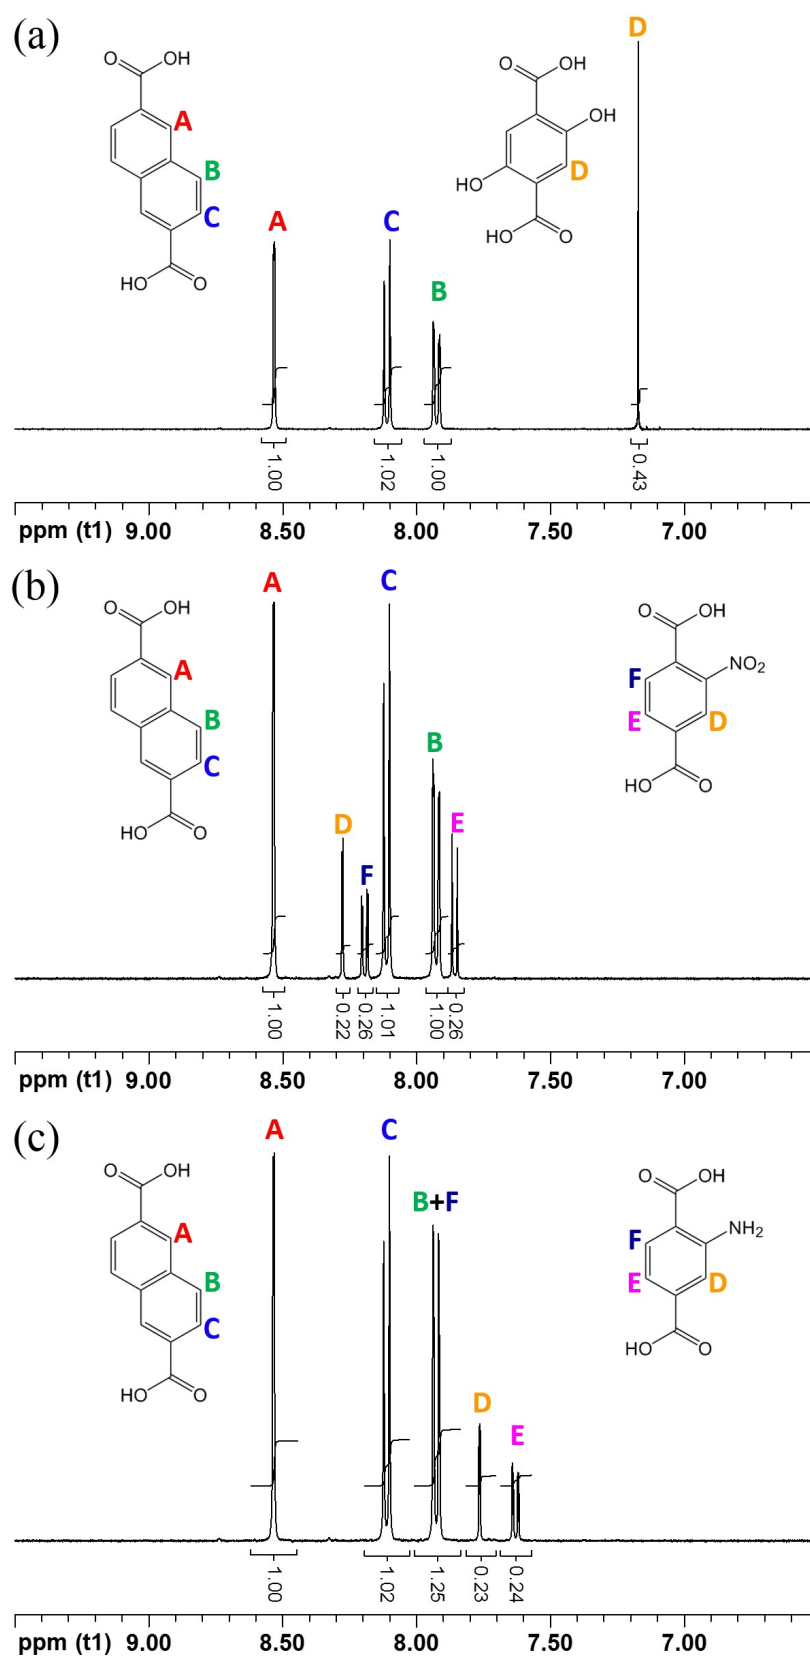 (a)
D
O OH
O OH
A
OH
B
D
HO
C
A
C
HO O
HO O
B
1.00
1.02
1.00
0.43
ppm (t1) 9.00 8.50 8.00 7.50 7.00
(b)
A
C
O OH
O OH
A
F
NO2
B
E
D
B
C
HO O
HO O
D
E
F
1.00
0.22
0.26
1.01
1.00
0.26
ppm (t1) 9.00 8.50 8.00 7.50 7.00
(c)
A
C
O OH
O OH
B+F
A
F
NH2
B
E
D
C
HO O
HO O
D
E
1.00
1.02
1.25
0.23
0.24
ppm (t1) 9.00 8.50 8.00 7.50 7.00